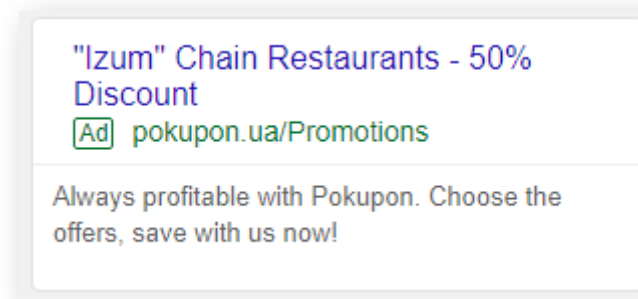 "Izum" Chain Restaurants - 50%
Discount
Ad pokupon.ua/Promotions
Always profitable with Pokupon. Choose the
offers, save with us now!